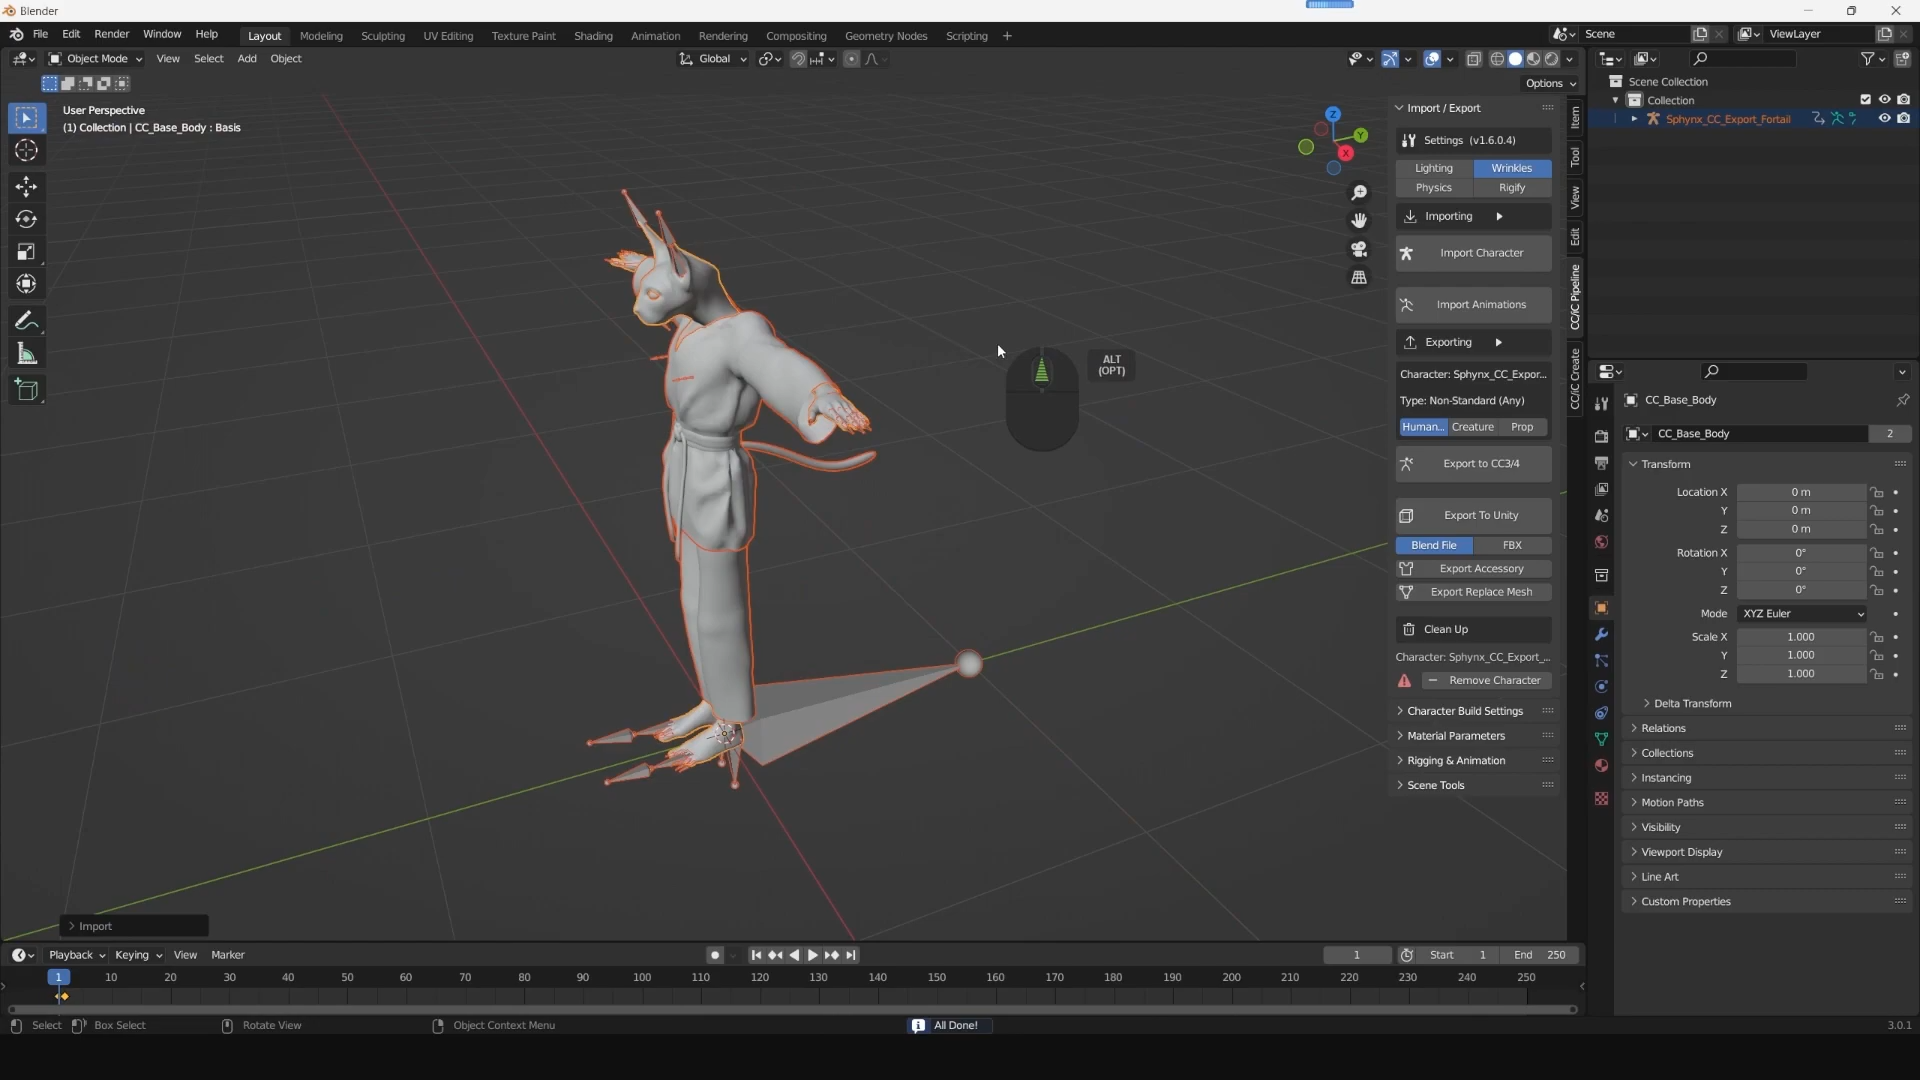 Blender
File Edit Render Window Help Layout Modeling Sculpting UV Editing Texture Paint Shading Animation Rendering Compositing Geometry Nodes Scripting + Scene ViewLayer
Object Mode View Select Add Object Global
Options
User Perspective
(1) Collection | CC_Base_Body : Basis
Z
Y
X
ALT
(OPT)
Import / Export
Settings (v1.6.0.4)
Lighting Wrinkles
Physics Rigify
Importing
Import Character
Import Animations
Exporting
Character: Sphynx_CC_Expor...
Type: Non-Standard (Any)
Human... Creature Prop
Export to CC3/4
Export To Unity
Blend File FBX
Export Accessory
Export Replace Mesh
Clean Up
Character: Sphynx_CC_Export_...
Remove Character
Character Build Settings
Material Parameters
Rigging & Animation
Scene Tools
Item
Tool
View
Edit
CC/iC Pipeline
CC/iC Create
Scene Collection
Collection
Sphynx_CC_Export_Fortail
CC_Base_Body
CC_Base_Body 2
Transform
Location X 0 m
Y 0 m
Z 0 m
Rotation X 0°
Y 0°
Z 0°
Mode XYZ Euler
Scale X 1.000
Y 1.000
Z 1.000
Delta Transform
Relations
Collections
Instancing
Motion Paths
Visibility
Viewport Display
Line Art
Custom Properties
Import
Playback Keying View Marker 1 Start 1 End 250
1 10 20 30 40 50 60 70 80 90 100 110 120 130 140 150 160 170 180 190 200 210 220 230 240 250
Select Box Select Rotate View Object Context Menu All Done! 3.0.1